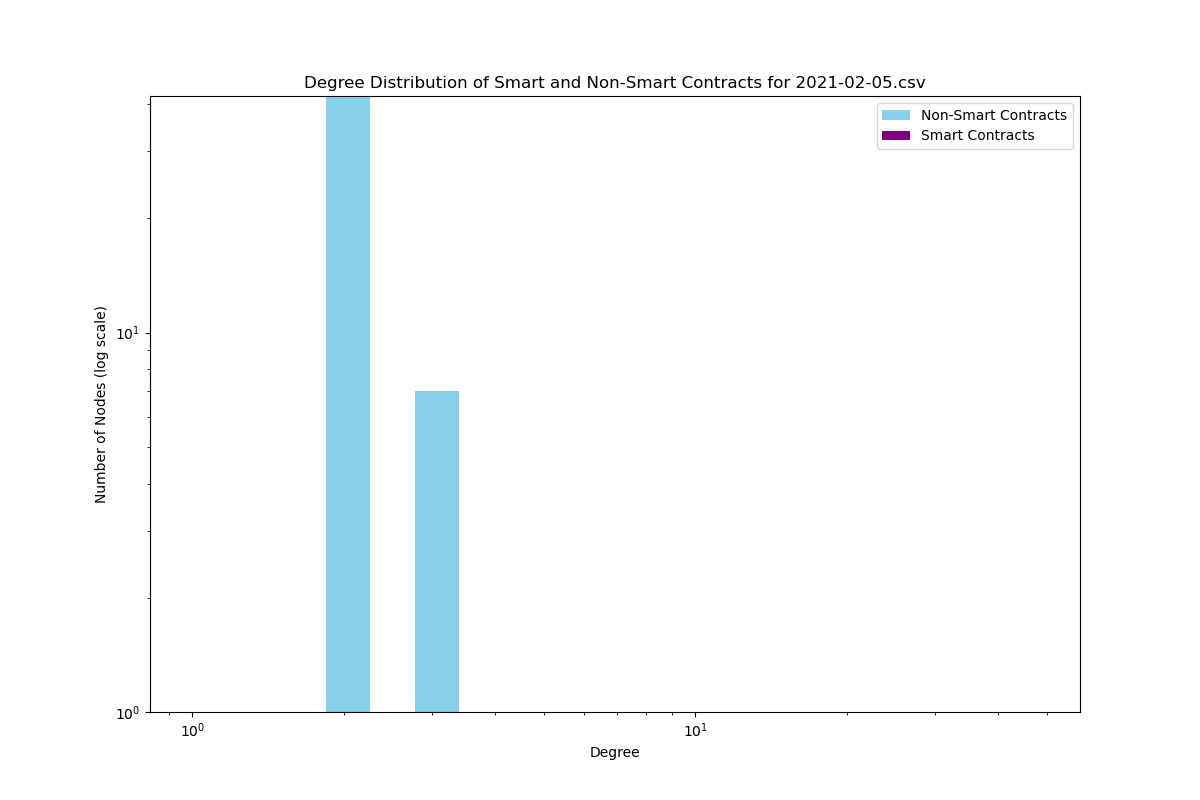 Degree Distribution of Smart and Non-Smart Contracts for 2021-02-05.csv
Non-Smart Contracts
Smart Contracts
Number of Nodes (log scale)
10¹
10⁰
10⁰ 10¹
Degree